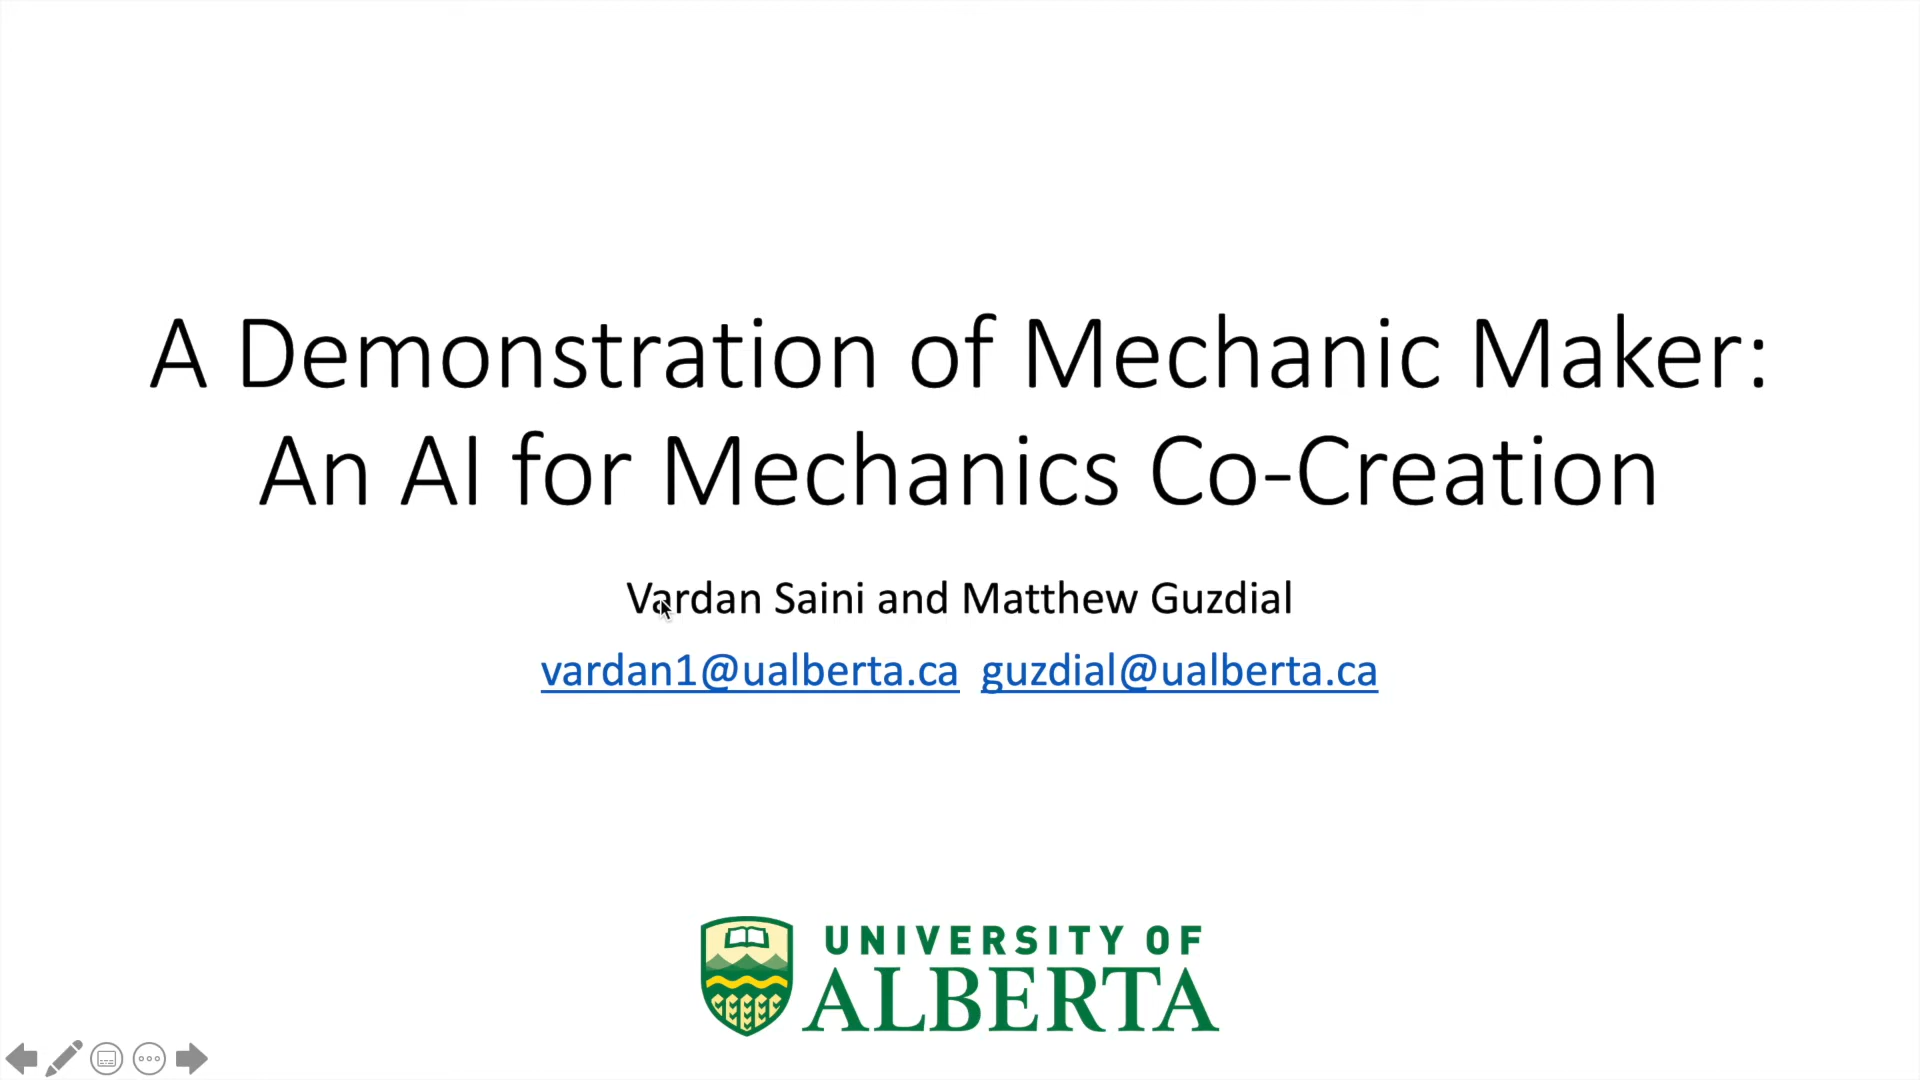 A Demonstration of Mechanic Maker:
An AI for Mechanics Co-Creation
Vardan Saini and Matthew Guzdial
vardan1@ualberta.ca guzdial@ualberta.ca
UNIVERSITY OF
ALBERTA